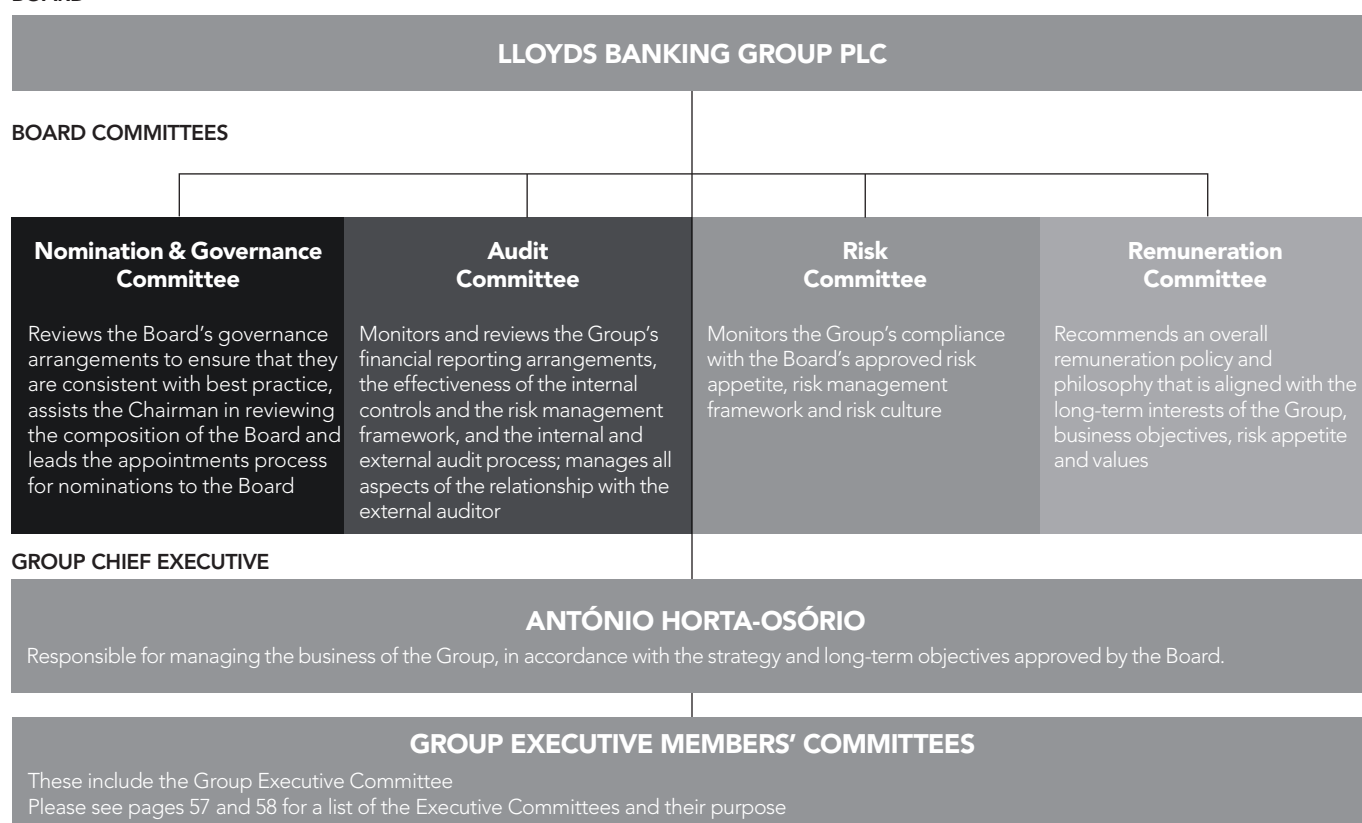 BOARD
LLOYDS BANKING GROUP PLC
BOARD COMMITTEES
Nomination & Governance
Committee
Reviews the Board’s governance
arrangements to ensure that they
are consistent with best practice,
assists the Chairman in reviewing
the composition of the Board and
leads the appointments process
for nominations to the Board
Audit
Committee
Monitors and reviews the Group’s
financial reporting arrangements,
the effectiveness of the internal
controls and the risk management
framework, and the internal and
external audit process; manages all
aspects of the relationship with the
external auditor
Risk
Committee
Monitors the Group’s compliance
with the Board’s approved risk
appetite, risk management
framework and risk culture
Remuneration
Committee
Recommends an overall
remuneration policy and
philosophy that is aligned with the
long-term interests of the Group,
business objectives, risk appetite
and values
GROUP CHIEF EXECUTIVE
ANTÓNIO HORTA-OSÓRIO
Responsible for managing the business of the Group, in accordance with the strategy and long-term objectives approved by the Board.
GROUP EXECUTIVE MEMBERS’ COMMITTEES
These include the Group Executive Committee
Please see pages 57 and 58 for a list of the Executive Committees and their purpose